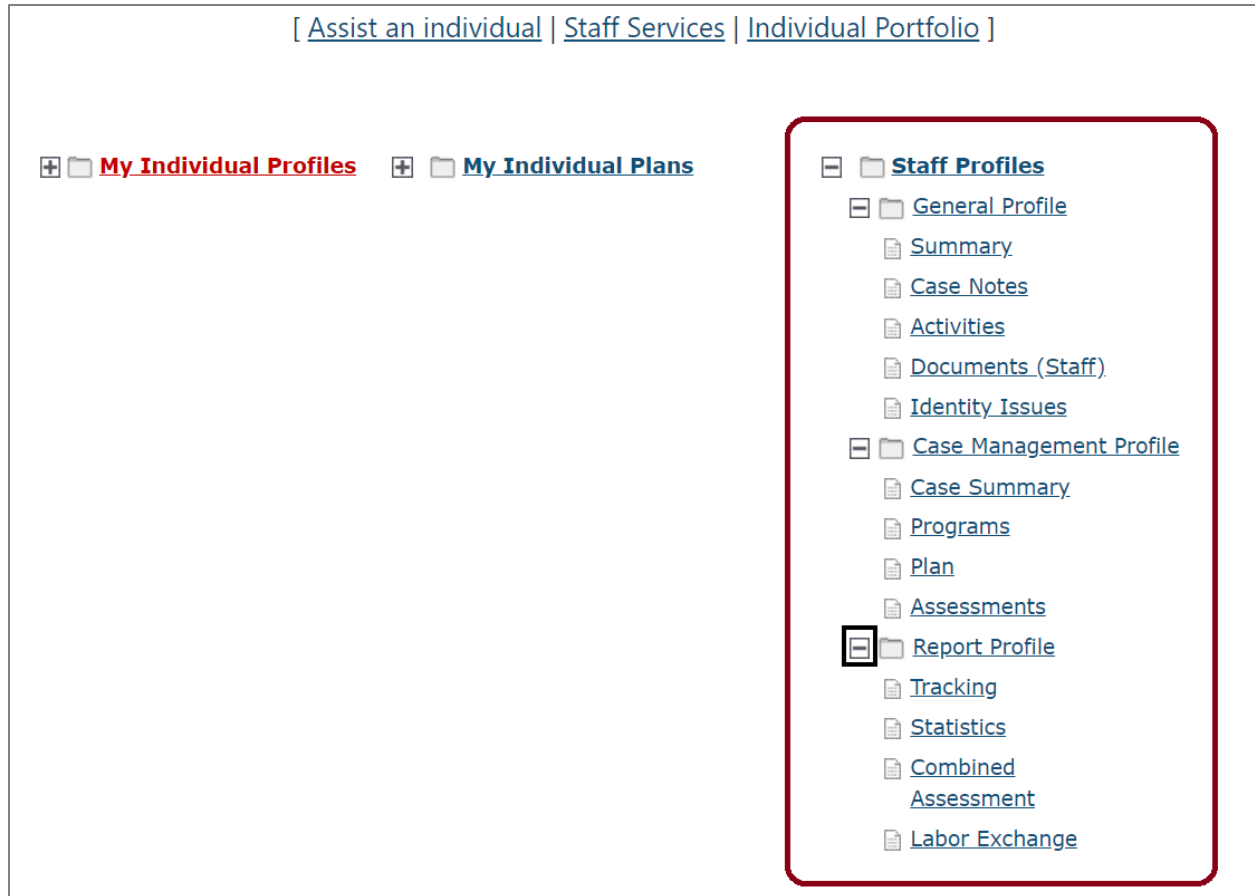 [ Assist an individual | Staff Services | Individual Portfolio ]
My Individual Profiles
My Individual Plans
Staff Profiles
General Profile
Summary
Case Notes
Activities
Documents (Staff)
Identity Issues
Case Management Profile
Case Summary
Programs
Plan
Assessments
Report Profile
Tracking
Statistics
Combined
Assessment
Labor Exchange